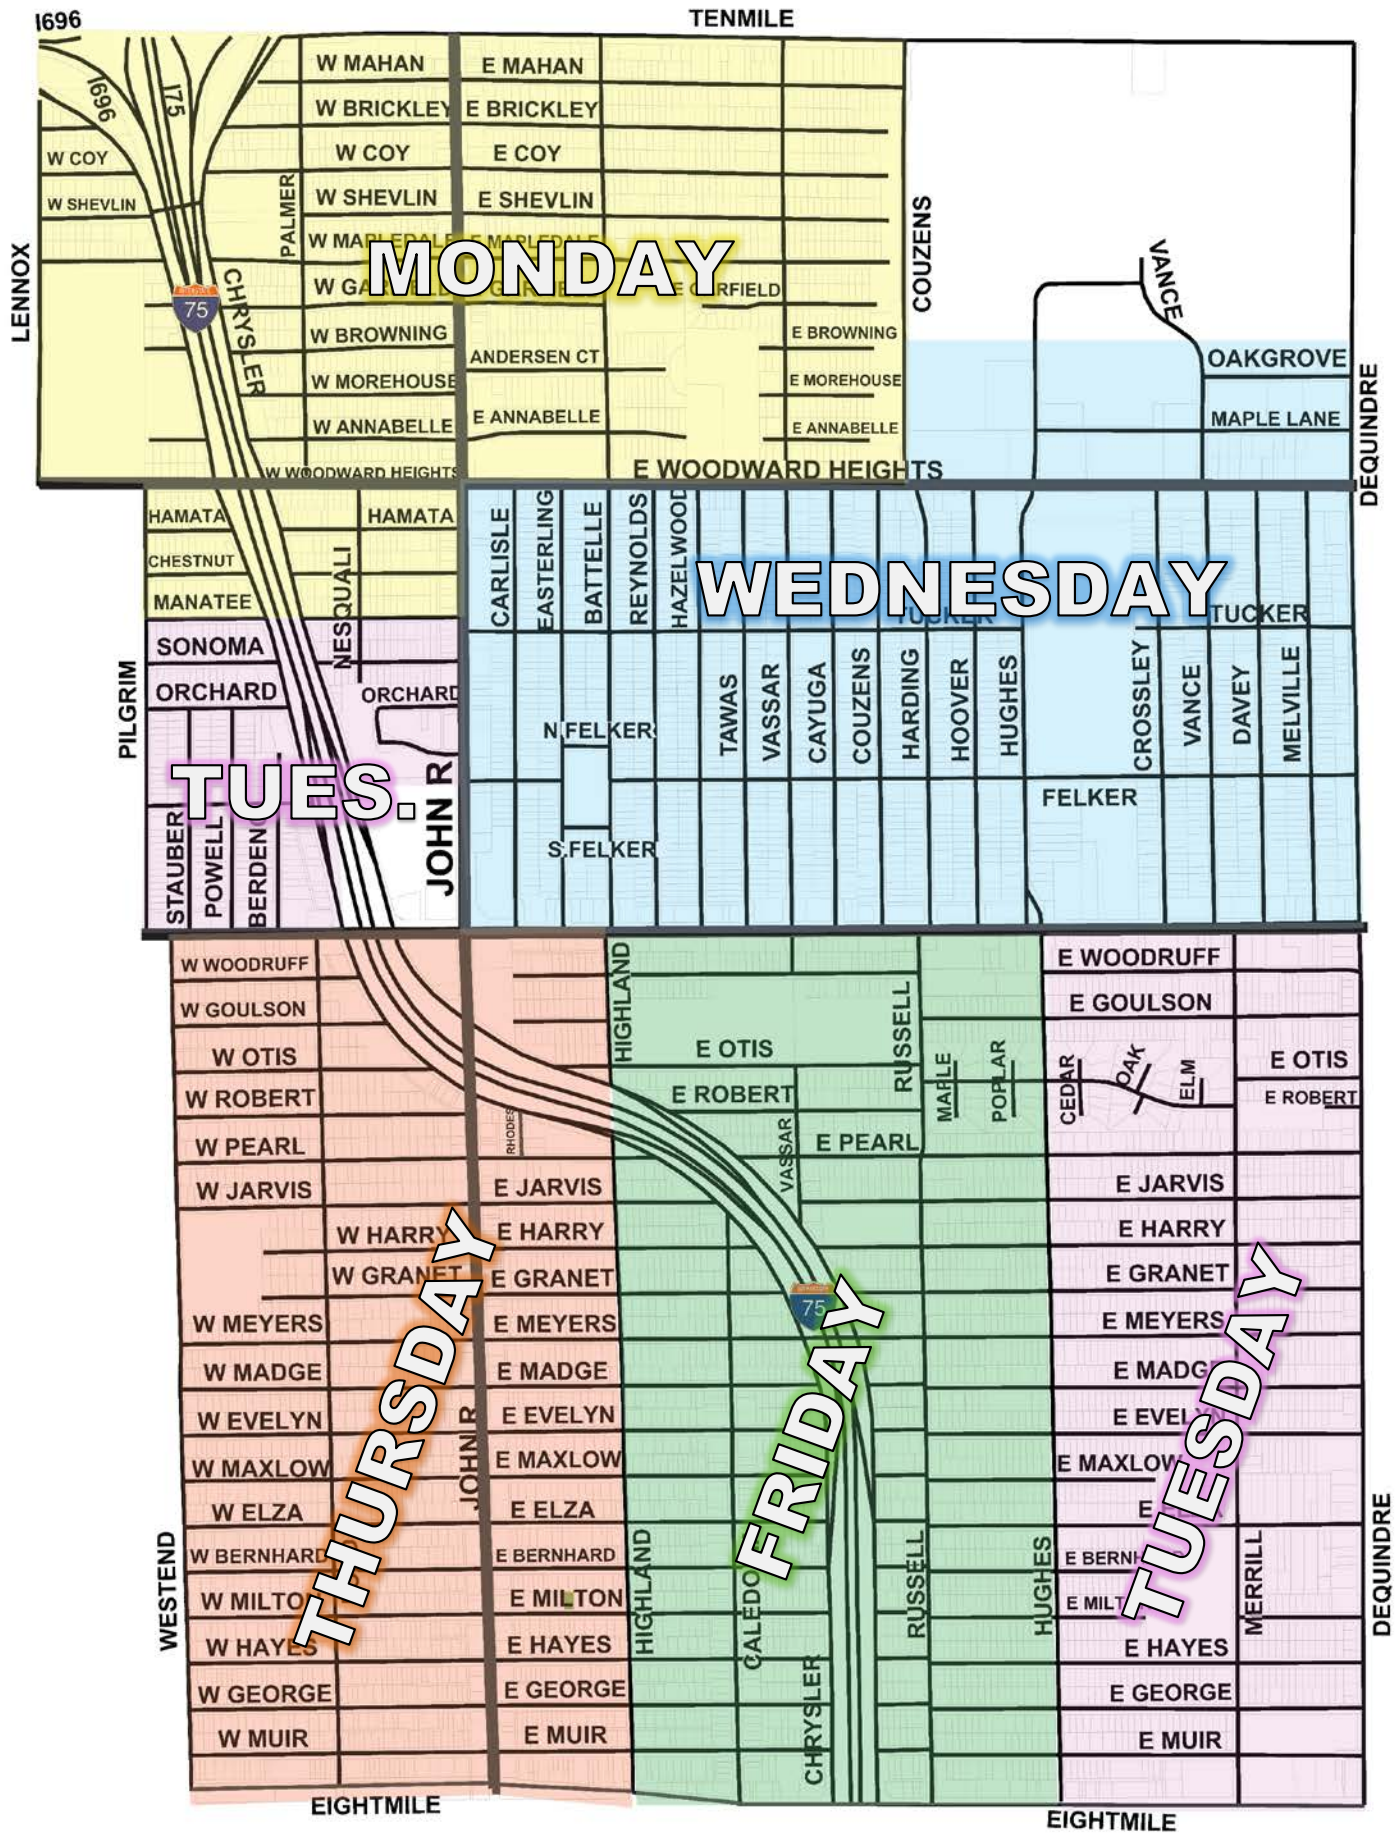 I696
TENMILE
W MAHAN
E MAHAN
I696
I75
W BRICKLEY
E BRICKLEY
W COY
W COY
E COY
W SHEVLIN
PALMER
W SHEVLIN
E SHEVLIN
COUZENS
LENNOX
MONDAY
VANCE
75
CHRYSLER
W BROWNING
E BROWNING
ANDERSEN CT
OAKGROVE
W MOREHOUSE
E MOREHOUSE
DEQUINDRE
W ANNABELLE
E ANNABELLE
E ANNABELLE
MAPLE LANE
W WOODWARD HEIGHTS
E WOODWARD HEIGHTS
HAMATA
HAMATA
CARLISLE
EASTERLING
BATTELLE
REYNOLDS
HAZELWOOD
WEDNESDAY
CHESTNUT
NESQUALI
MANATEE
TUCKER
TUCKER
SONOMA
PILGRIM
ORCHARD
ORCHARD
TAWAS
VASSAR
CAYUGA
COUZENS
HARDING
HOOVER
HUGHES
CROSSLEY
VANCE
DAVEY
MELVILLE
N FELKER
TUES.
JOHN R
FELKER
STAUBER
POWELL
S FELKER
W WOODRUFF
HIGHLAND
E WOODRUFF
W GOULSON
RUSSELL
E GOULSON
W OTIS
E OTIS
MAPLE
POPLAR
CEDAR
OAK
ELM
E OTIS
W ROBERT
E ROBERT
E ROBERT
RHODES
W PEARL
VASSAR
E PEARL
W JARVIS
E JARVIS
E JARVIS
W HARRY
E HARRY
E HARRY
W GRANET
E GRANET
E GRANET
75
W MEYERS
E MEYERS
E MEYERS
THURSDAY
FRIDAY
TUESDAY
W MADGE
E MADGE
E MADGE
W EVELYN
E EVELYN
E EVELYN
JOHN R
W MAXLOW
E MAXLOW
E MAXLOW
W ELZA
E ELZA
WESTEND
W BERNHARD
E BERNHARD
HIGHLAND
RUSSELL
HUGHES
MERRILL
DEQUINDRE
W MILTON
E MILTON
W HAYES
E HAYES
E HAYES
W GEORGE
E GEORGE
CHRYSLER
E GEORGE
W MUIR
E MUIR
E MUIR
EIGHTMILE
EIGHTMILE